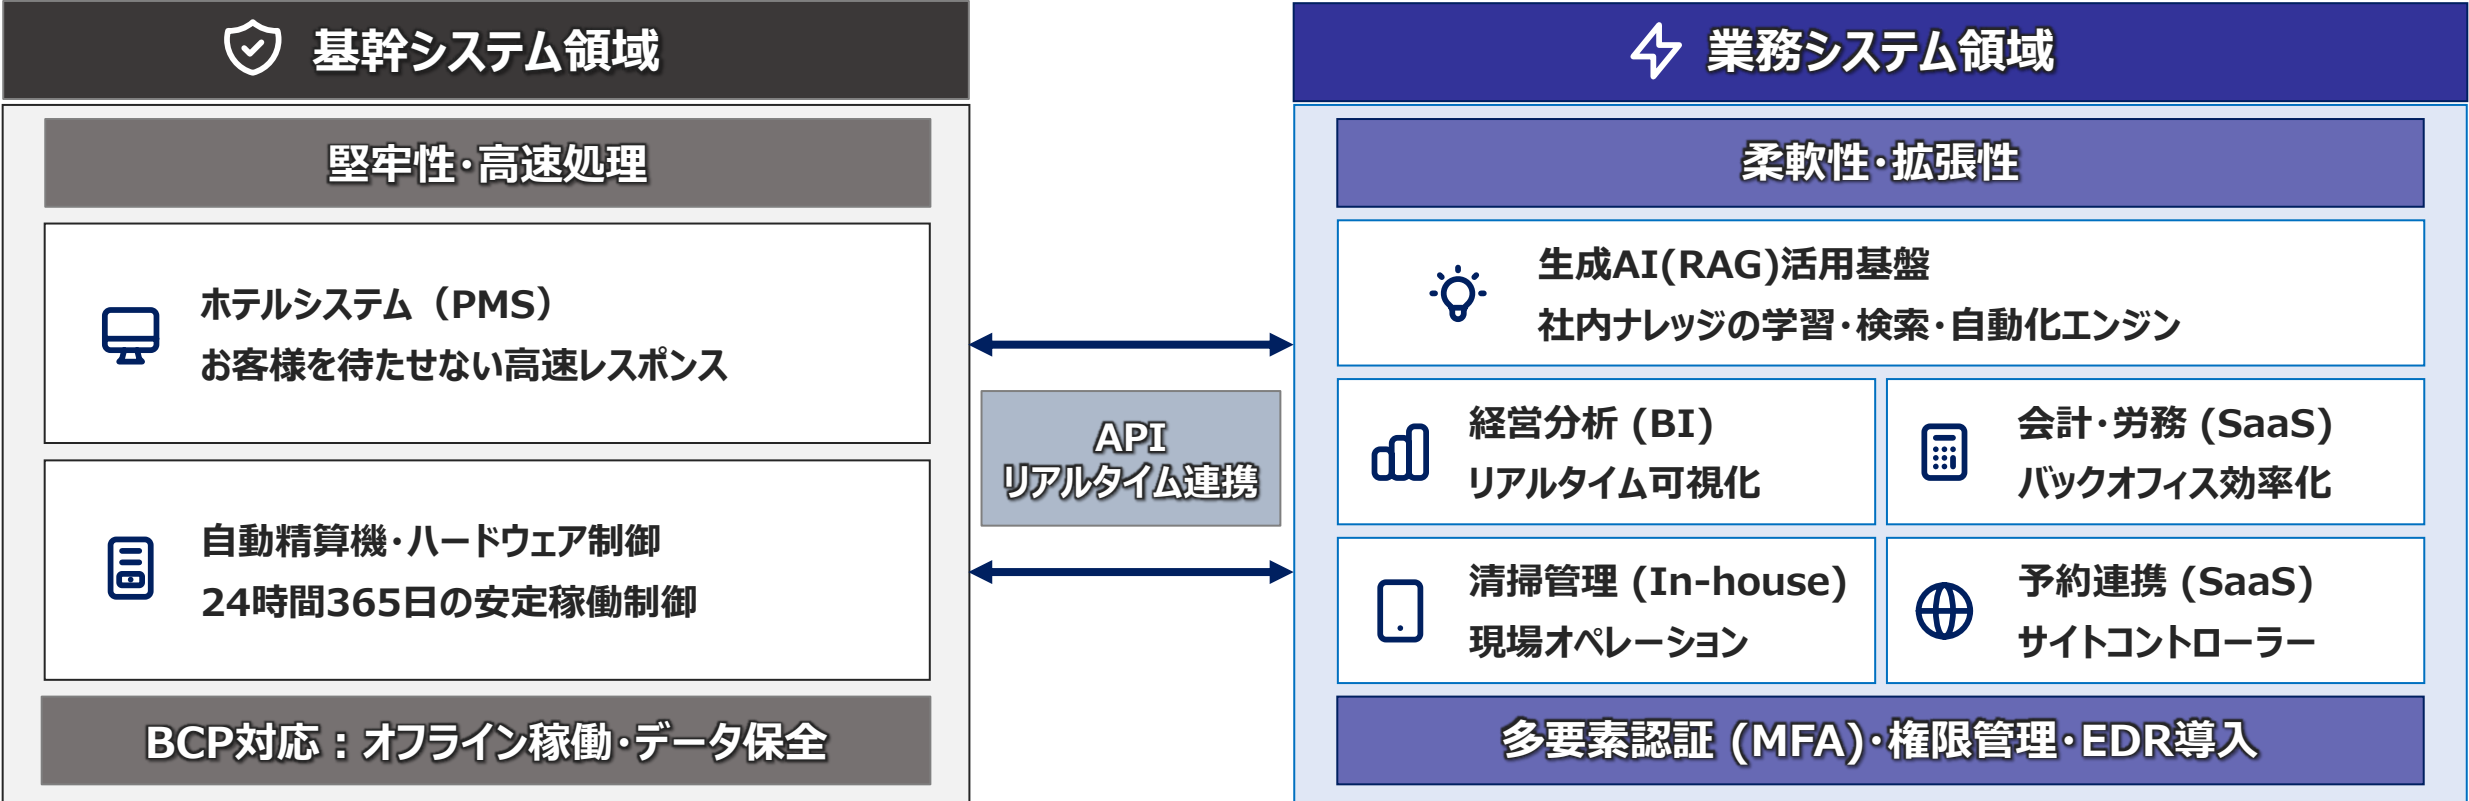 基幹システム領域
堅牢性･高速処理
ホテルシステム（PMS）
お客様を待たせない高速レスポンス
自動精算機･ハードウェア制御
24時間365日の安定稼働制御
BCP対応：オフライン稼働･データ保全
API
リアルタイム連携
業務システム領域
柔軟性･拡張性
生成AI(RAG)活用基盤
社内ナレッジの学習･検索･自動化エンジン
経営分析 (BI)
リアルタイム可視化
会計･労務 (SaaS)
バックオフィス効率化
清掃管理 (In-house)
現場オペレーション
予約連携 (SaaS)
サイトコントローラー
多要素認証 (MFA)･権限管理･EDR導入